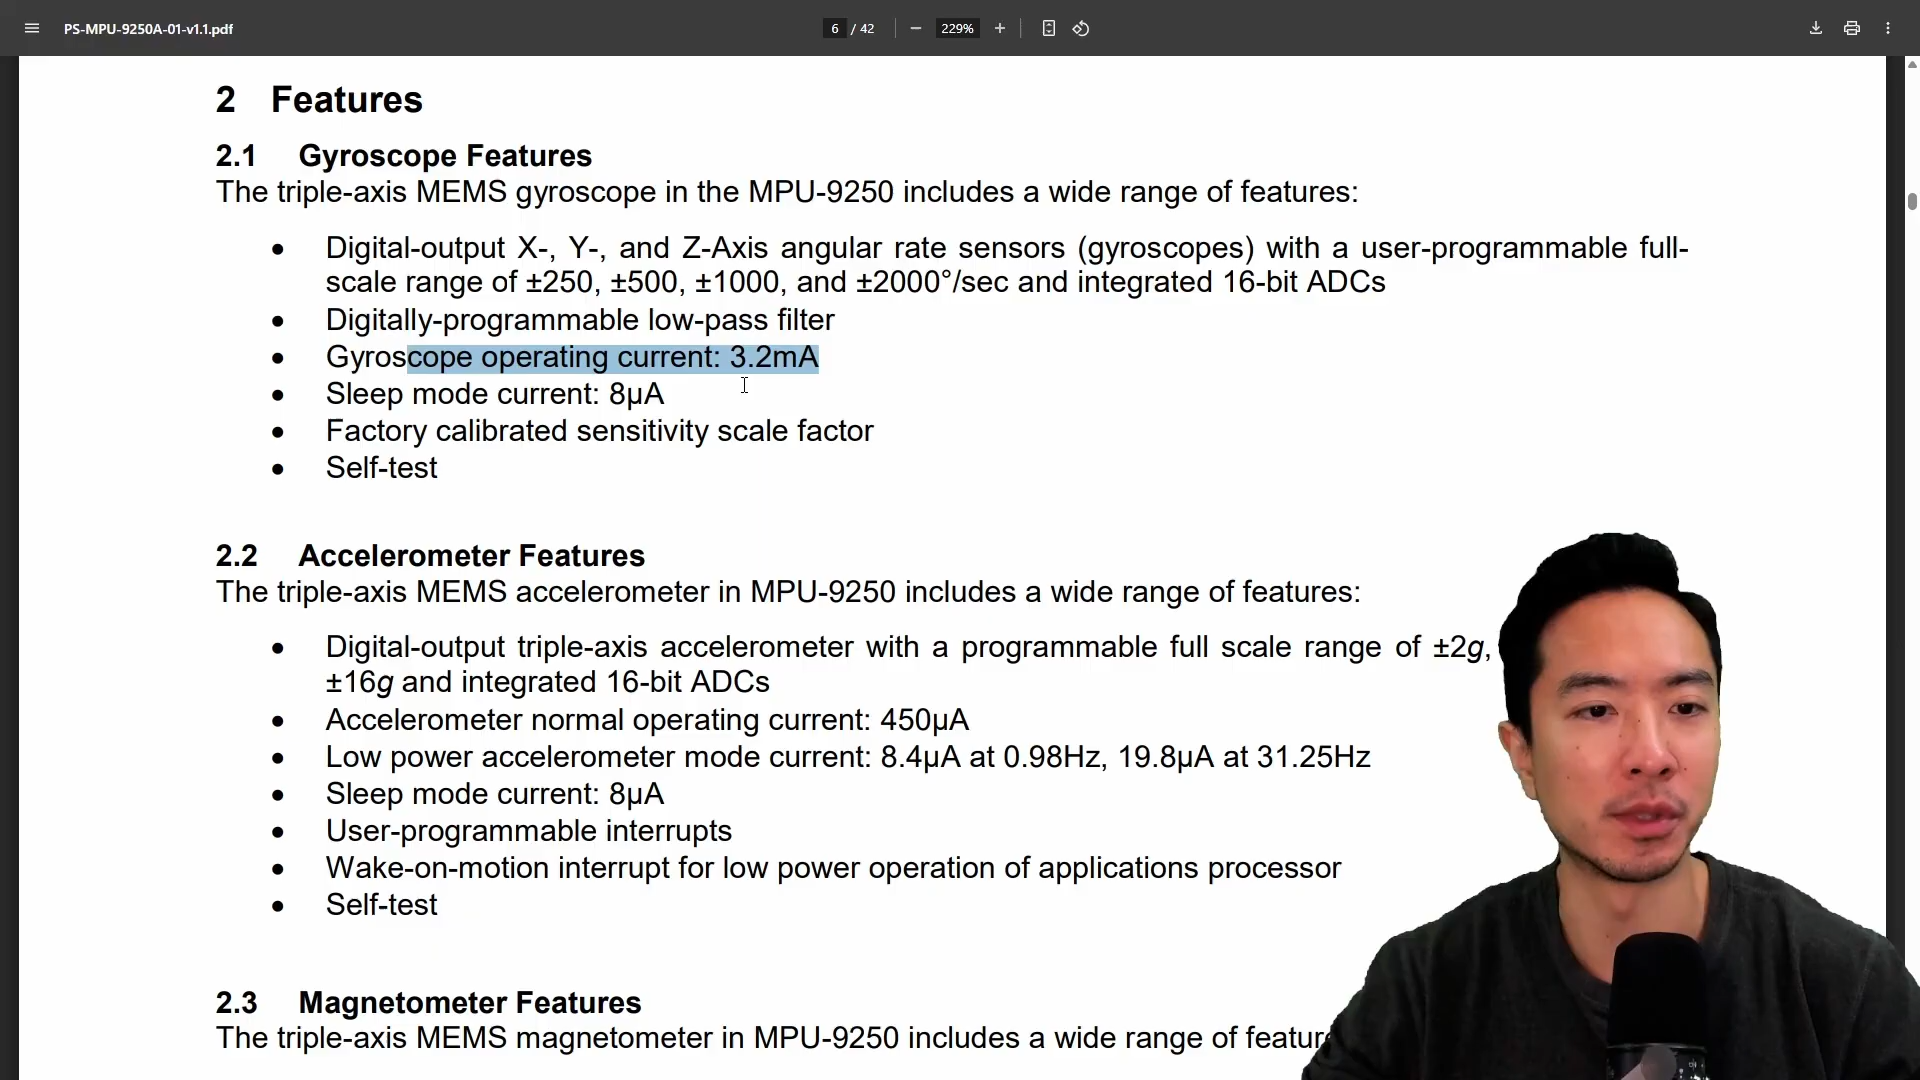 PS-MPU-9250A-01-v1.1.pdf
6 / 42
229%
2 Features
2.1 Gyroscope Features
The triple-axis MEMS gyroscope in the MPU-9250 includes a wide range of features:
• Digital-output X-, Y-, and Z-Axis angular rate sensors (gyroscopes) with a user-programmable full-
scale range of ±250, ±500, ±1000, and ±2000°/sec and integrated 16-bit ADCs
• Digitally-programmable low-pass filter
• Gyroscope operating current: 3.2mA
• Sleep mode current: 8µA
• Factory calibrated sensitivity scale factor
• Self-test
2.2 Accelerometer Features
The triple-axis MEMS accelerometer in MPU-9250 includes a wide range of features:
• Digital-output triple-axis accelerometer with a programmable full scale range of ±2g,
±16g and integrated 16-bit ADCs
• Accelerometer normal operating current: 450µA
• Low power accelerometer mode current: 8.4µA at 0.98Hz, 19.8µA at 31.25Hz
• Sleep mode current: 8µA
• User-programmable interrupts
• Wake-on-motion interrupt for low power operation of applications processor
• Self-test
2.3 Magnetometer Features
The triple-axis MEMS magnetometer in MPU-9250 includes a wide range of